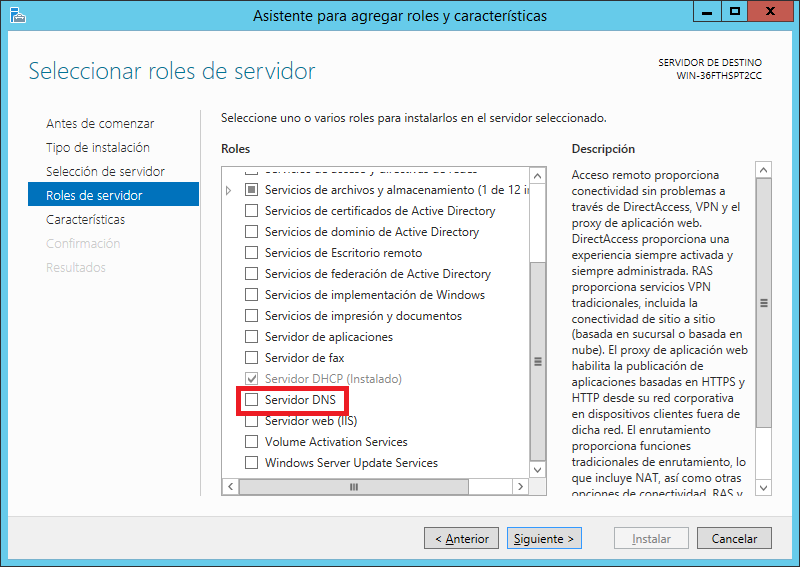 Asistente para agregar roles y características
Seleccionar roles de servidor
SERVIDOR DE DESTINO
WIN-36FTHSPT2CC
Antes de comenzar
Tipo de instalación
Selección de servidor
Roles de servidor
Características
Confirmación
Resultados
Seleccione uno o varios roles para instalarlos en el servidor seleccionado.
Roles
Servicios de acceso y directivas de redes
Servicios de archivos y almacenamiento (1 de 12 in
Servicios de certificados de Active Directory
Servicios de dominio de Active Directory
Servicios de Escritorio remoto
Servicios de federación de Active Directory
Servicios de implementación de Windows
Servicios de impresión y documentos
Servidor de aplicaciones
Servidor de fax
Servidor DHCP (Instalado)
Servidor DNS
Servidor web (IIS)
Volume Activation Services
Windows Server Update Services
Descripción
Acceso remoto proporciona
conectividad sin problemas a
través de DirectAccess, VPN y el
proxy de aplicación web.
DirectAccess proporciona una
experiencia siempre activada y
siempre administrada. RAS
proporciona servicios VPN
tradicionales, incluida la
conectividad de sitio a sitio
(basada en sucursal o basada en
nube). El proxy de aplicación web
habilita la publicación de
aplicaciones basadas en HTTPS y
HTTP desde su red corporativa
en dispositivos cliente fuera de
dicha red. El enrutamiento
proporciona funciones
tradicionales de enrutamiento, lo
que incluye NAT, así como otras
opciones de conectividad. RAS y
< Anterior
Siguiente >
Instalar
Cancelar